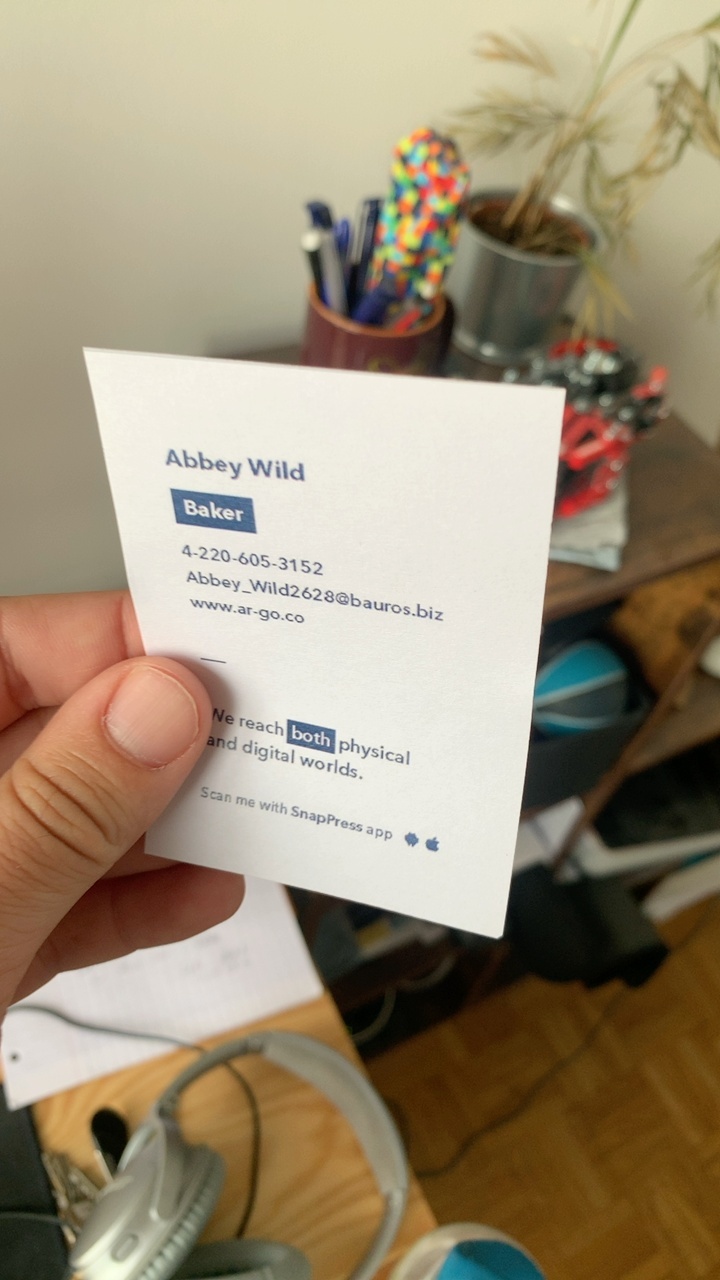 Abbey Wild
Baker
4-220-605-3152
Abbey_Wild2628@bauros.biz
www.ar-go.co
We reach both physical
and digital worlds.
Scan me with SnapPress app